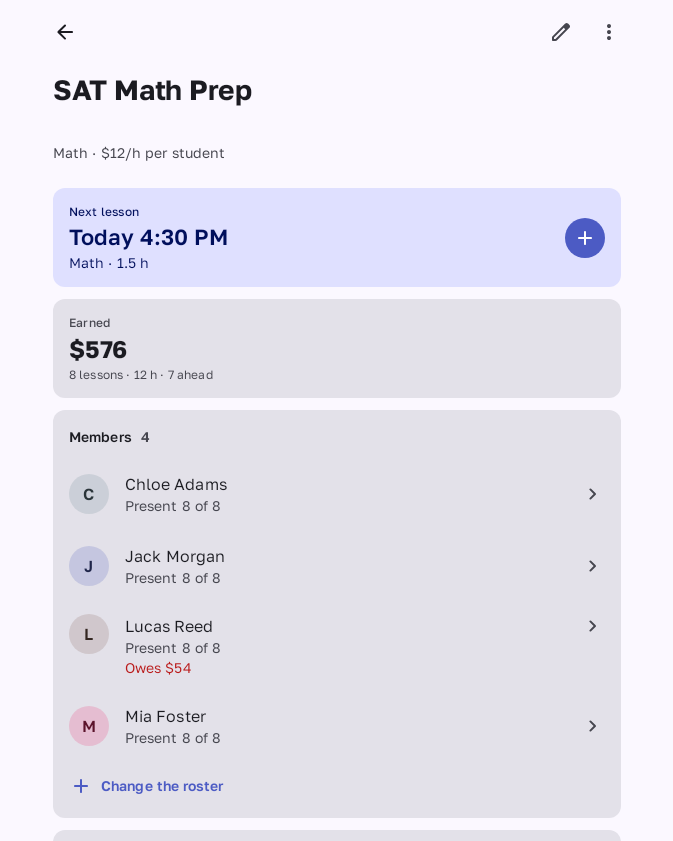 SAT Math Prep
Math · $12/h per student
Next lesson
Today 4:30 PM
Math · 1.5 h
Earned
$576
8 lessons · 12 h · 7 ahead
Members 4
C
Chloe Adams
Present 8 of 8
J
Jack Morgan
Present 8 of 8
L
Lucas Reed
Present 8 of 8
Owes $54
M
Mia Foster
Present 8 of 8
Change the roster